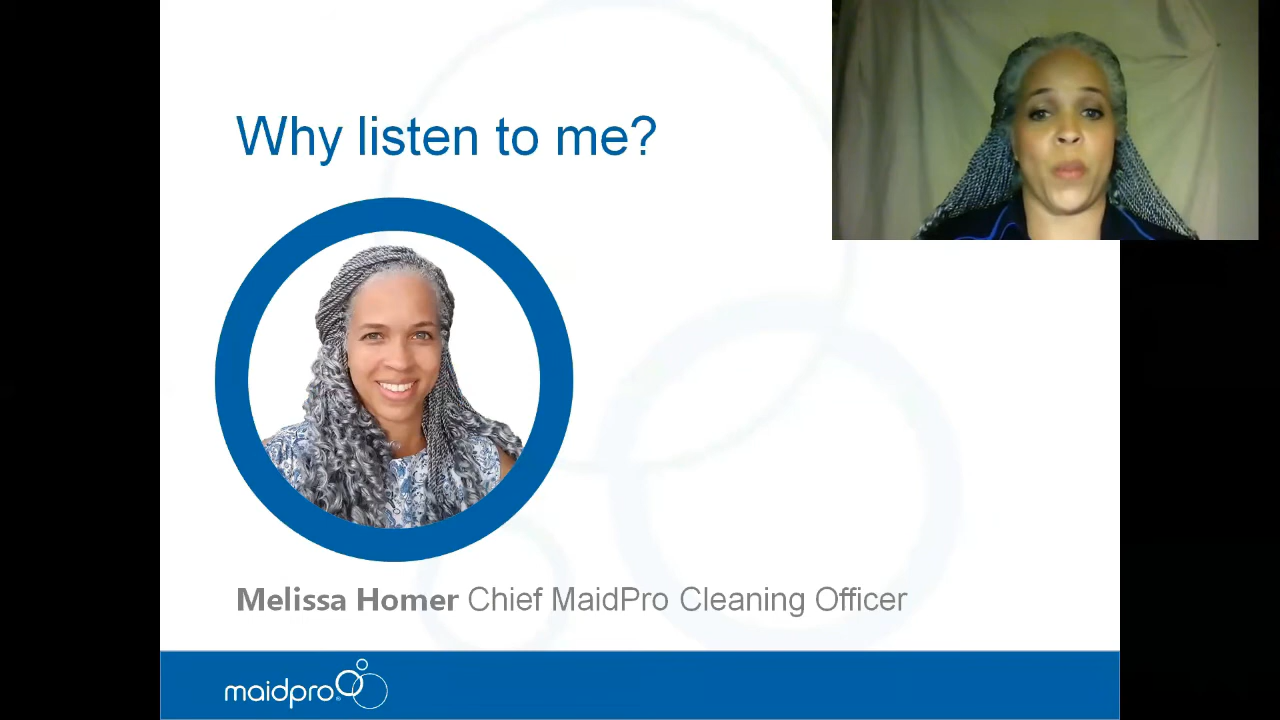 Why listen to me?
Melissa Homer Chief MaidPro Cleaning Officer
maidpro®